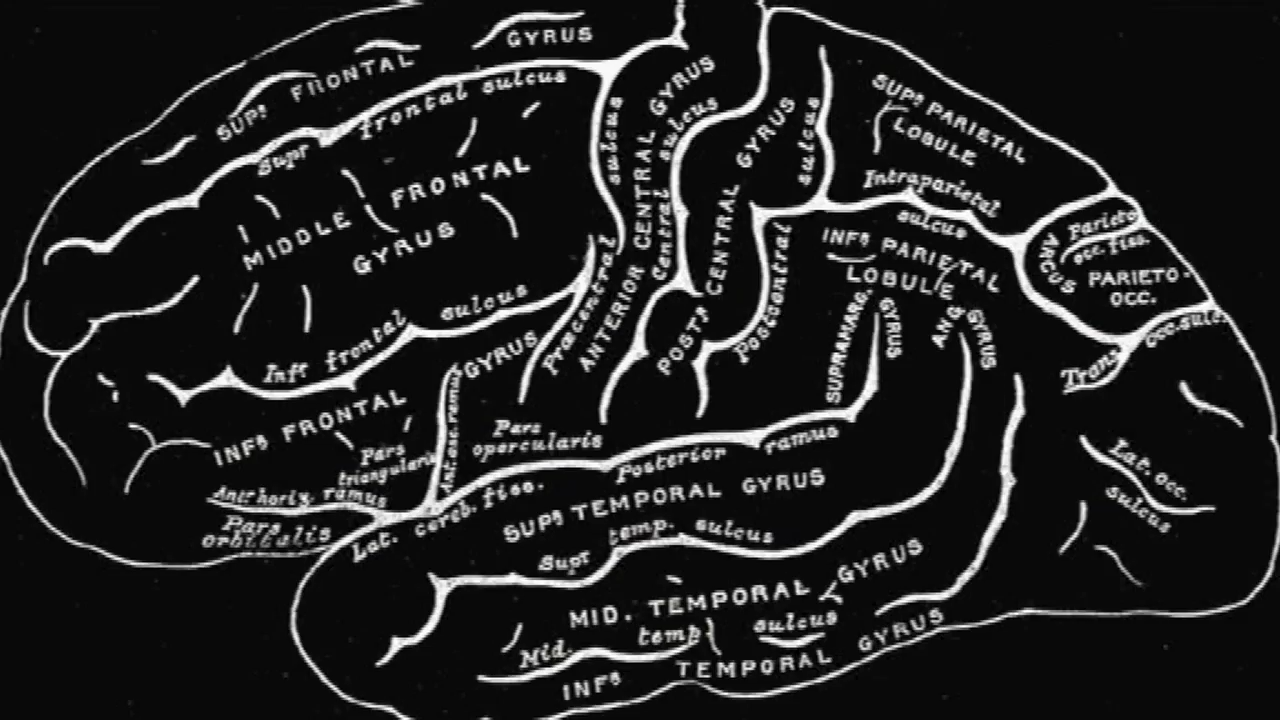 SUPR FRONTAL GYRUS
Supr frontal sulcus
MIDDLE FRONTAL
GYRUS
Infr frontal sulcus
INFR FRONTAL GYRUS
Pars
triangularis
Ant. asc. ramus
Pars
opercularis
Ant. horiz. ramus
Pars
orbitalis
Præcentral sulcus
ANTERIOR CENTRAL GYRUS
Central sulcus
POSTR CENTRAL GYRUS
Postcentral sulcus
SUPR PARIETAL
LOBULE
Intraparietal
sulcus
INFR PARIETAL
LOBULE
SUPRAMARG. GYRUS
ANG GYRUS
ARCUS
Parieto
occ. fiss.
PARIETO-
OCC.
Trans occ. sulc.
Lat. occ.
sulcus
Lat. cereb. fiss.
Posterior ramus
SUPR TEMPORAL GYRUS
Supr temp. sulcus
MID. TEMPORAL GYRUS
Mid. temp sulcus
INFR TEMPORAL GYRUS